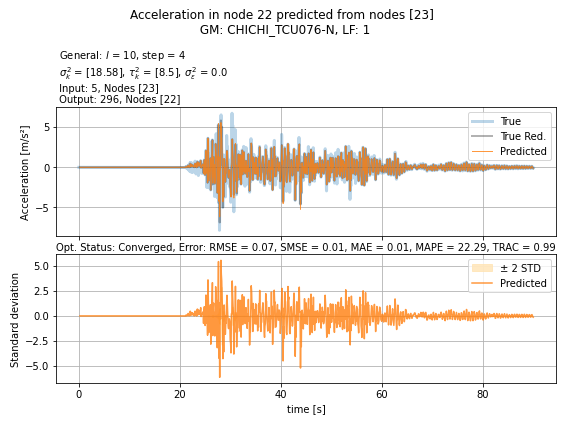 Acceleration in node 22 predicted from nodes [23]
GM: CHICHI_TCU076-N, LF: 1
General: l = 10, step = 4
σ²ₖ = [18.58], τ²ₖ = [8.5], σ²ε = 0.0
Input: 5, Nodes [23]
Output: 296, Nodes [22]
True
True Red.
Predicted
Acceleration [m/s²]
5
0
−5
Opt. Status: Converged, Error: RMSE = 0.07, SMSE = 0.01, MAE = 0.01, MAPE = 22.29, TRAC = 0.99
± 2 STD
Predicted
Standard deviation
5.0
2.5
0.0
−2.5
−5.0
0 20 40 60 80
time [s]